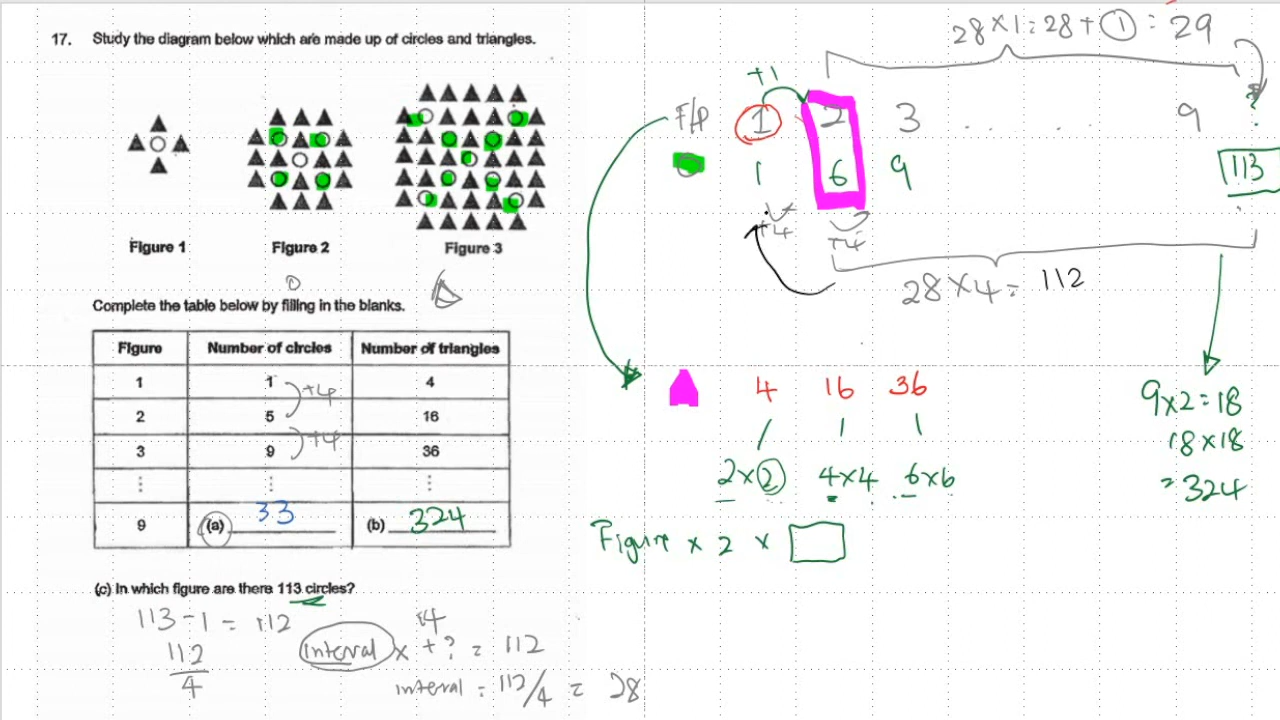 17. Study the diagram below which are made up of circles and triangles.
Figure 1
Figure 2
Figure 3
Complete the table below by filling in the blanks.
Figure Number of circles Number of triangles
1 1 4
+4
2 5 16
+4
3 9 36
⋮ ⋮ ⋮
9 (a) 33 (b) 324
(c) In which figure are there 113 circles?
113 - 1 = 112
112
4
+4
interval x + ? = 112
interval = 112/4 = 28
28 x 1 = 28 + 1 = 29
+1
F/P 1 2 3 . . . . . 9 ?
1 6 9 113
+4 +4
28 x 4 = 112
4 16 36
2x2 4x4 6x6
Figure x 2 x
9x2=18
18x18
= 324